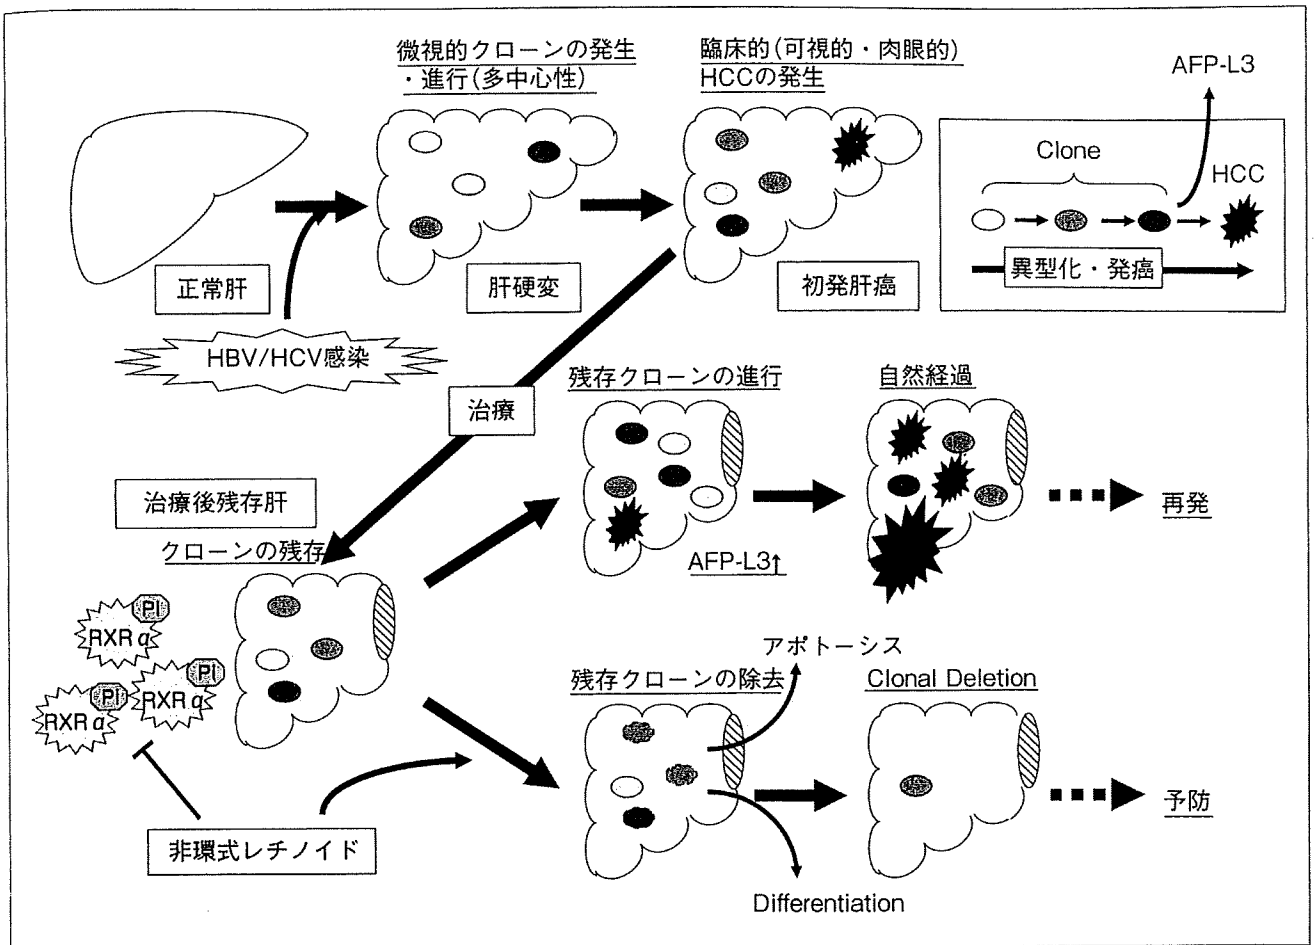 微視的クローンの発生
・進行(多中心性)
臨床的(可視的・肉眼的)
HCCの発生
AFP-L3
Clone
HCC
異型化・発癌
正常肝
肝硬変
初発肝癌
HBV/HCV感染
治療
残存クローンの進行
自然経過
治療後残存肝
クローンの残存
AFP-L3↑
再発
PI
RXRα
PI
RXRα
PI
RXRα
アポトーシス
残存クローンの除去
Clonal Deletion
予防
非環式レチノイド
Differentiation